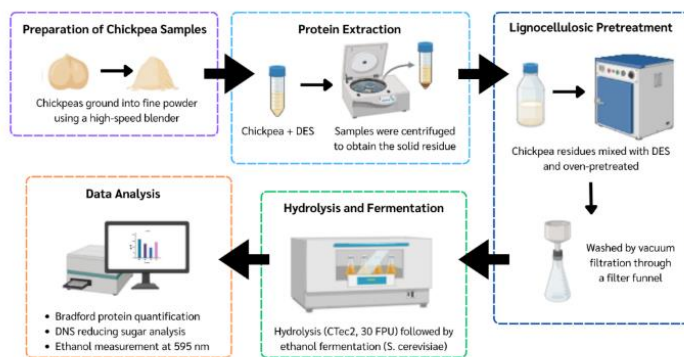 Preparation of Chickpea Samples
Chickpeas ground into fine powder
using a high-speed blender
Protein Extraction
Chickpea + DES
Samples were centrifuged
to obtain the solid residue
Lignocellulosic Pretreatment
Chickpea residues mixed with DES
and oven-pretreated
Washed by vacuum
filtration through
a filter funnel
Hydrolysis and Fermentation
Hydrolysis (CTec2, 30 FPU) followed by
ethanol fermentation (S. cerevisiae)
Data Analysis
• Bradford protein quantification
• DNS reducing sugar analysis
• Ethanol measurement at 595 nm